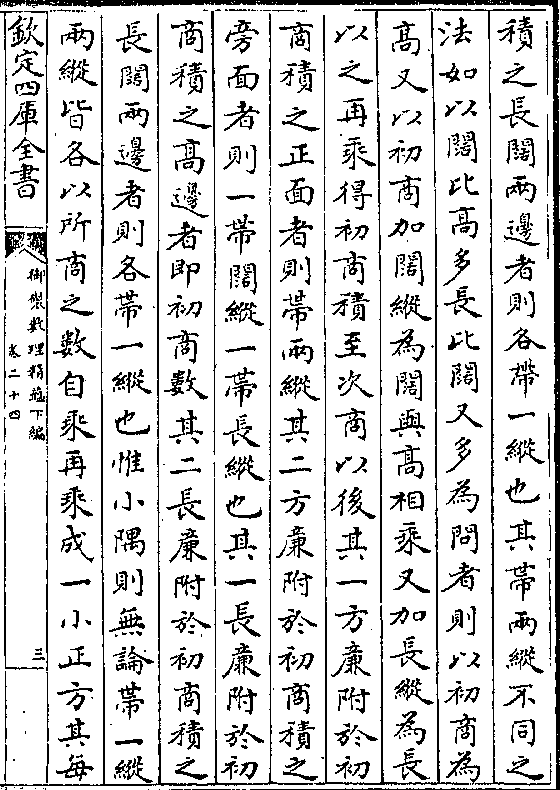 積之長闊兩邊者則各帶一縱也其帶兩縱不同之
法如以闊比高多長比闊又多為問者則以初商為
高又以初商加闊縱為闊與高相乘又加長縱為長
以之再乘得初商積至次商以後其一方廉附於初
商積之正面者則帶兩縱其二方廉附於初商積之
旁面者則一帶闊縱一帶長縱也其一長廉附於初
商積之高邊者即初商數其二長廉附於初商積之
長闊兩邊者則各帶一縱也惟小隅則無論帶一縱
兩縱皆各以所商之數自乘再乘成一小正方其每
欽定四庫全書
御製數理精蘊下編
卷二十四
三